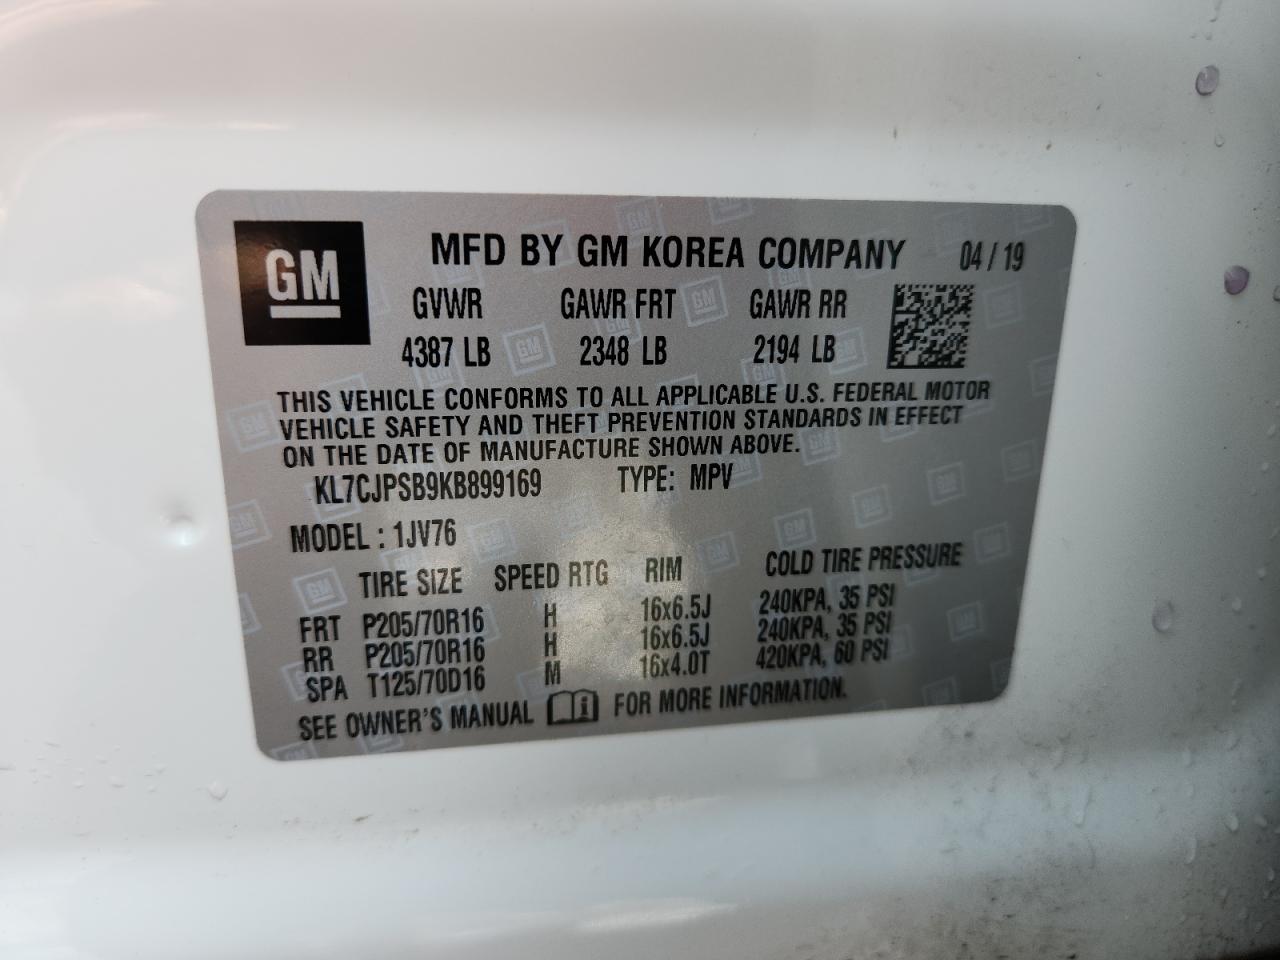 GM
MFD BY GM KOREA COMPANY 04 / 19
GVWR GAWR FRT GAWR RR
4387 LB 2348 LB 2194 LB
THIS VEHICLE CONFORMS TO ALL APPLICABLE U.S. FEDERAL MOTOR
VEHICLE SAFETY AND THEFT PREVENTION STANDARDS IN EFFECT
ON THE DATE OF MANUFACTURE SHOWN ABOVE.
KL7CJPSB9KB899169 TYPE: MPV
MODEL : 1JV76
TIRE SIZE SPEED RTG RIM COLD TIRE PRESSURE
FRT P205/70R16 H 16x6.5J 240KPA, 35 PSI
RR P205/70R16 H 16x6.5J 240KPA, 35 PSI
SPA T125/70D16 M 16x4.0T 420KPA, 60 PSI
SEE OWNER'S MANUAL i FOR MORE INFORMATION.